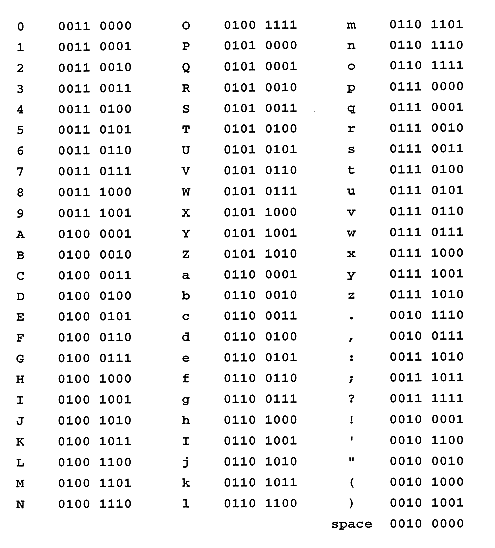 0 0011 0000 O 0100 1111 m 0110 1101
1 0011 0001 P 0101 0000 n 0110 1110
2 0011 0010 Q 0101 0001 o 0110 1111
3 0011 0011 R 0101 0010 p 0111 0000
4 0011 0100 S 0101 0011 q 0111 0001
5 0011 0101 T 0101 0100 r 0111 0010
6 0011 0110 U 0101 0101 s 0111 0011
7 0011 0111 V 0101 0110 t 0111 0100
8 0011 1000 W 0101 0111 u 0111 0101
9 0011 1001 X 0101 1000 v 0111 0110
A 0100 0001 Y 0101 1001 w 0111 0111
B 0100 0010 Z 0101 1010 x 0111 1000
C 0100 0011 a 0110 0001 y 0111 1001
D 0100 0100 b 0110 0010 z 0111 1010
E 0100 0101 c 0110 0011 . 0010 1110
F 0100 0110 d 0110 0100 , 0010 0111
G 0100 0111 e 0110 0101 : 0011 1010
H 0100 1000 f 0110 0110 ; 0011 1011
I 0100 1001 g 0110 0111 ? 0011 1111
J 0100 1010 h 0110 1000 ! 0010 0001
K 0100 1011 I 0110 1001 ' 0010 1100
L 0100 1100 j 0110 1010 " 0010 0010
M 0100 1101 k 0110 1011 ( 0010 1000
N 0100 1110 l 0110 1100 ) 0010 1001
space 0010 0000